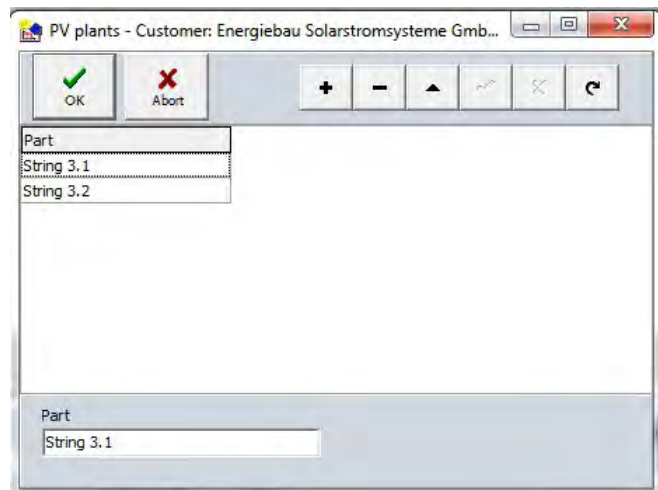 PV plants - Customer: Energiebau Solarstromsysteme Gmb...
OK
Abort
Part
String 3.1
String 3.2
Part
String 3.1